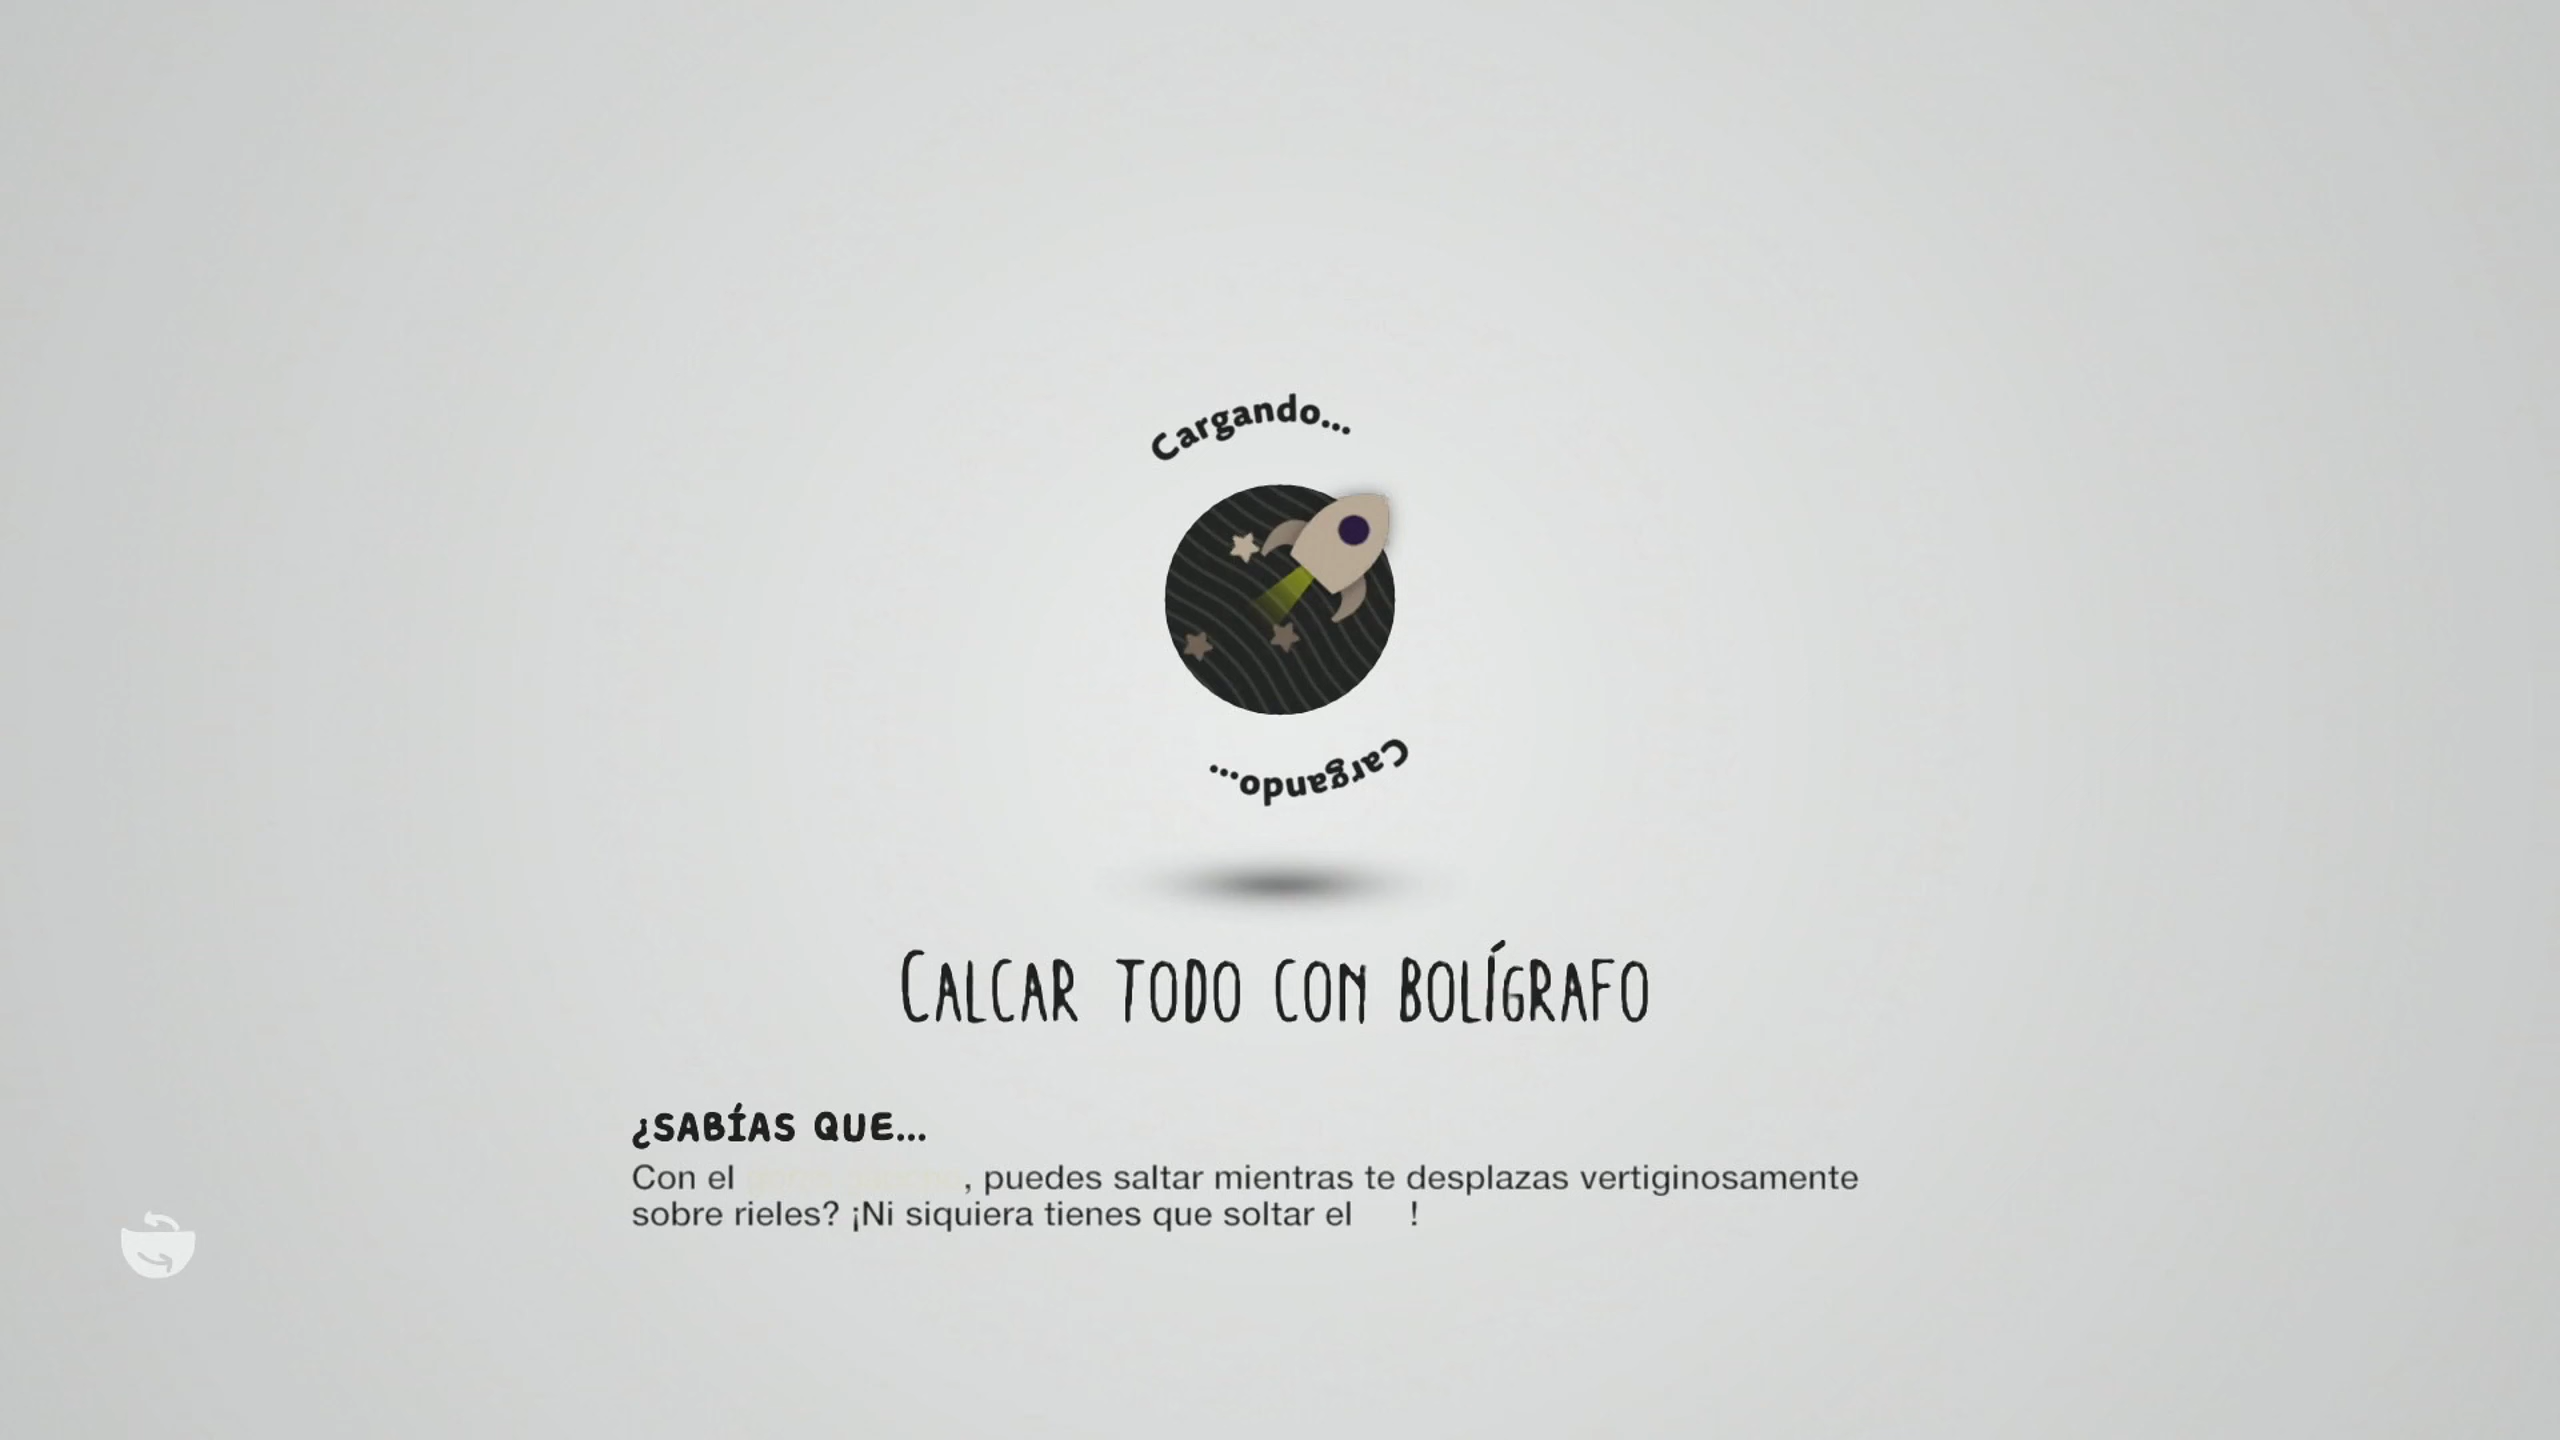 Cargando...
Cargando...
CALCAR TODO CON BOLÍGRAFO
¿SABÍAS QUE...
Con el , puedes saltar mientras te desplazas vertiginosamente
sobre rieles? ¡Ni siquiera tienes que soltar el !